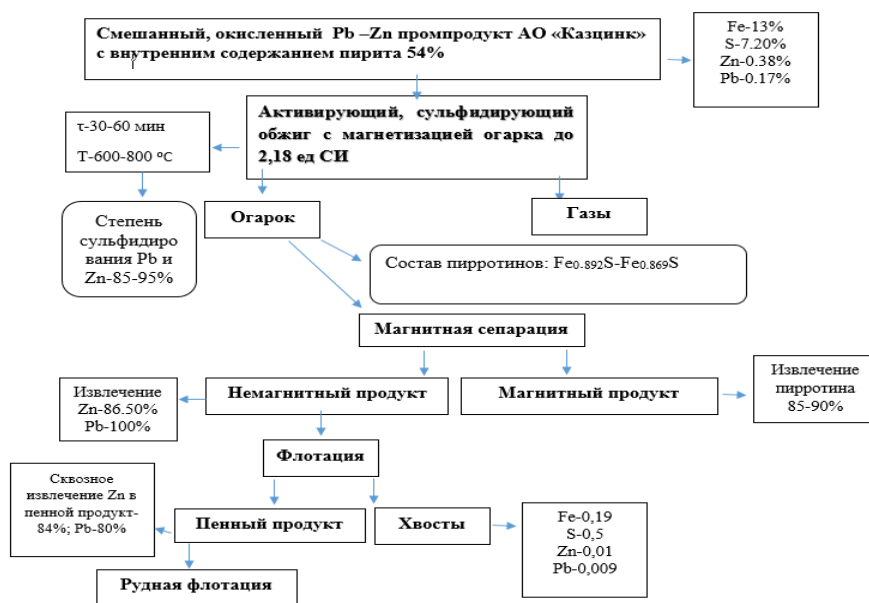 Смешанный, окисленный Pb –Zn промпродукт АО «Казцинк»
с внутренним содержанием пирита 54%
Fe-13%
S-7.20%
Zn-0.38%
Pb-0.17%
Активирующий, сульфидирующий
обжиг с магнетизацией огарка до
2,18 ед СИ
τ-30-60 мин
Т-600-800 ºС
Степень
сульфидиро
вания Pb и
Zn-85-95%
Огарок
Газы
Состав пирротинов: Fe0.892S-Fe0.869S
Магнитная сепарация
Извлечение
Zn-86.50%
Pb-100%
Немагнитный продукт
Магнитный продукт
Извлечение
пирротина
85-90%
Флотация
Сквозное
извлечение Zn в
пенной продукт-
84%; Pb-80%
Пенный продукт
Хвосты
Fe-0,19
S-0,5
Zn-0,01
Pb-0,009
Рудная флотация